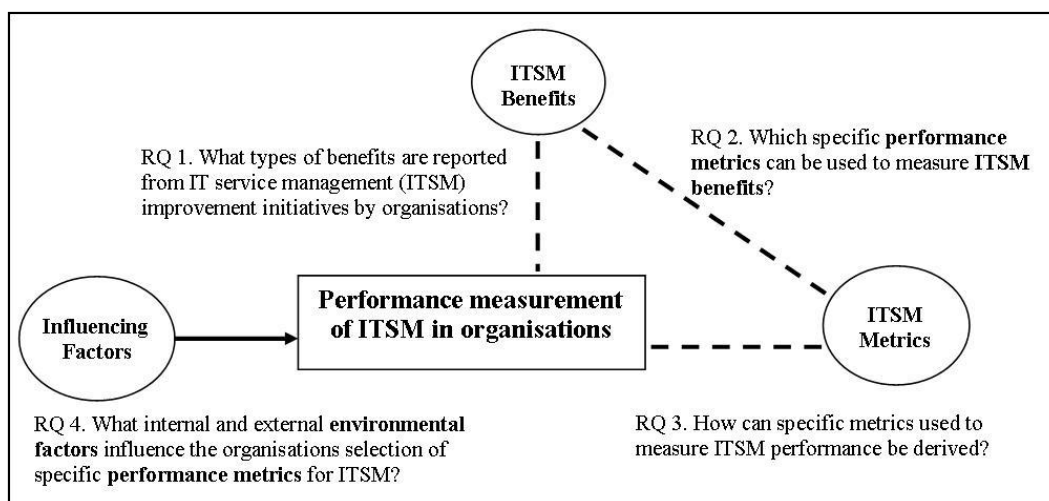 ITSM
Benefits
RQ 1. What types of benefits are reported
from IT service management (ITSM)
improvement initiatives by organisations?
RQ 2. Which specific performance
metrics can be used to measure ITSM
benefits?
Performance measurement
of ITSM in organisations
Influencing
Factors
ITSM
Metrics
RQ 4. What internal and external environmental
factors influence the organisations selection of
specific performance metrics for ITSM?
RQ 3. How can specific metrics used to
measure ITSM performance be derived?